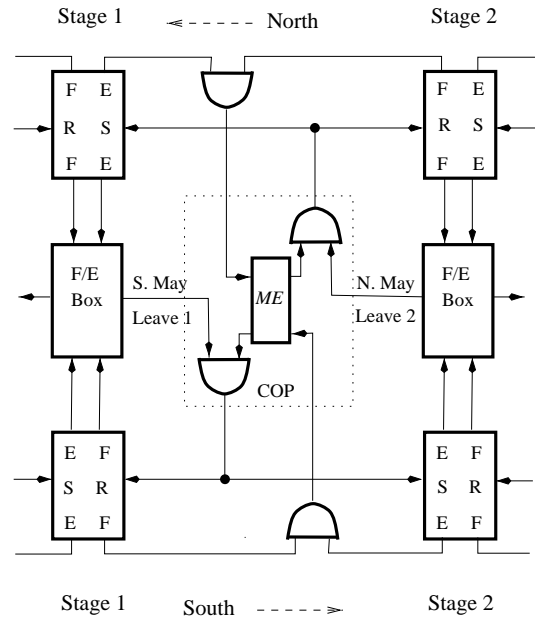 Stage 1
North
Stage 2
F E
R S
F E
F E
R S
F E
F/E
Box
S. May
Leave 1
ME
N. May
Leave 2
F/E
Box
COP
E F
S R
E F
E F
S R
E F
Stage 1
South
Stage 2